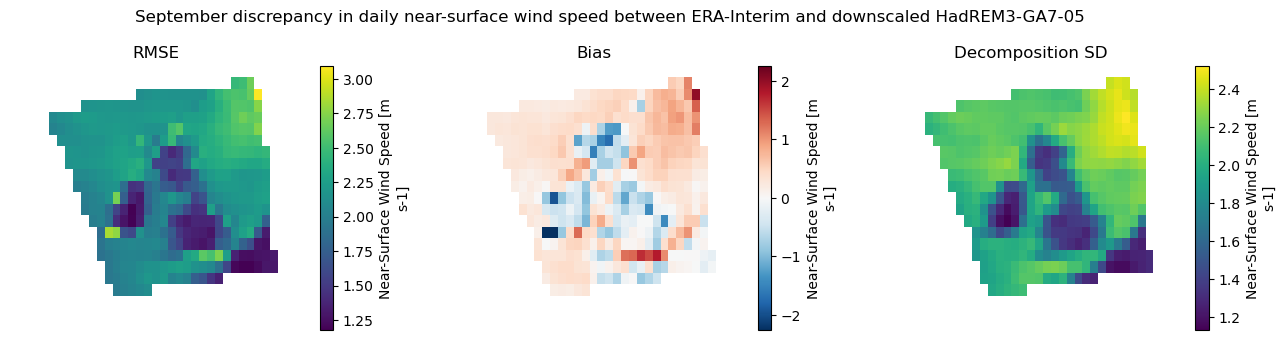 September discrepancy in daily near-surface wind speed between ERA-Interim and downscaled HadREM3-GA7-05
RMSE
3.00
2.75
2.50
2.25
2.00
1.75
1.50
1.25
Near-Surface Wind Speed [m
s-1]
Bias
2
1
0
−1
−2
Near-Surface Wind Speed [m
s-1]
Decomposition SD
2.4
2.2
2.0
1.8
1.6
1.4
1.2
Near-Surface Wind Speed [m
s-1]